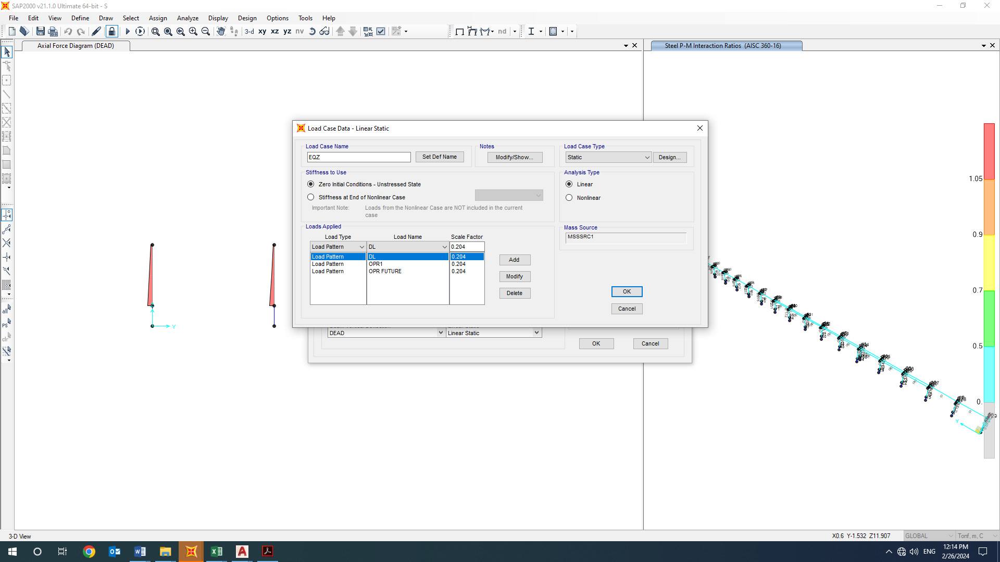 SAP2000 v21.1.0 Ultimate 64-bit - S
File Edit View Define Draw Select Assign Analyze Display Design Options Tools Help
3-d xy xz yz nv nd
Axial Force Diagram (DEAD)
Steel P-M Interaction Ratios (AISC 360-16)
Load Case Data - Linear Static
Load Case Name
EQZ
Set Def Name
Notes
Modify/Show...
Load Case Type
Static
Design...
Stiffness to Use
Zero Initial Conditions - Unstressed State
Stiffness at End of Nonlinear Case
Important Note: Loads from the Nonlinear Case are NOT included in the current
case
Analysis Type
Linear
Nonlinear
Loads Applied
Load Type Load Name Scale Factor
Load Pattern DL 0.204
Load Pattern DL 0.204
Load Pattern OPR1 0.204
Load Pattern OPR FUTURE 0.204
Add
Modify
Delete
Mass Source
MSSSRC1
OK
Cancel
DEAD Linear Static
OK Cancel
1.05
0.9
0.7
0.5
0.
Y
Y
all
PS
clr
3-D View
X0.6 Y-1.532 Z11.907
GLOBAL
Tonf, m, C
ENG
12:14 PM
2/26/2024